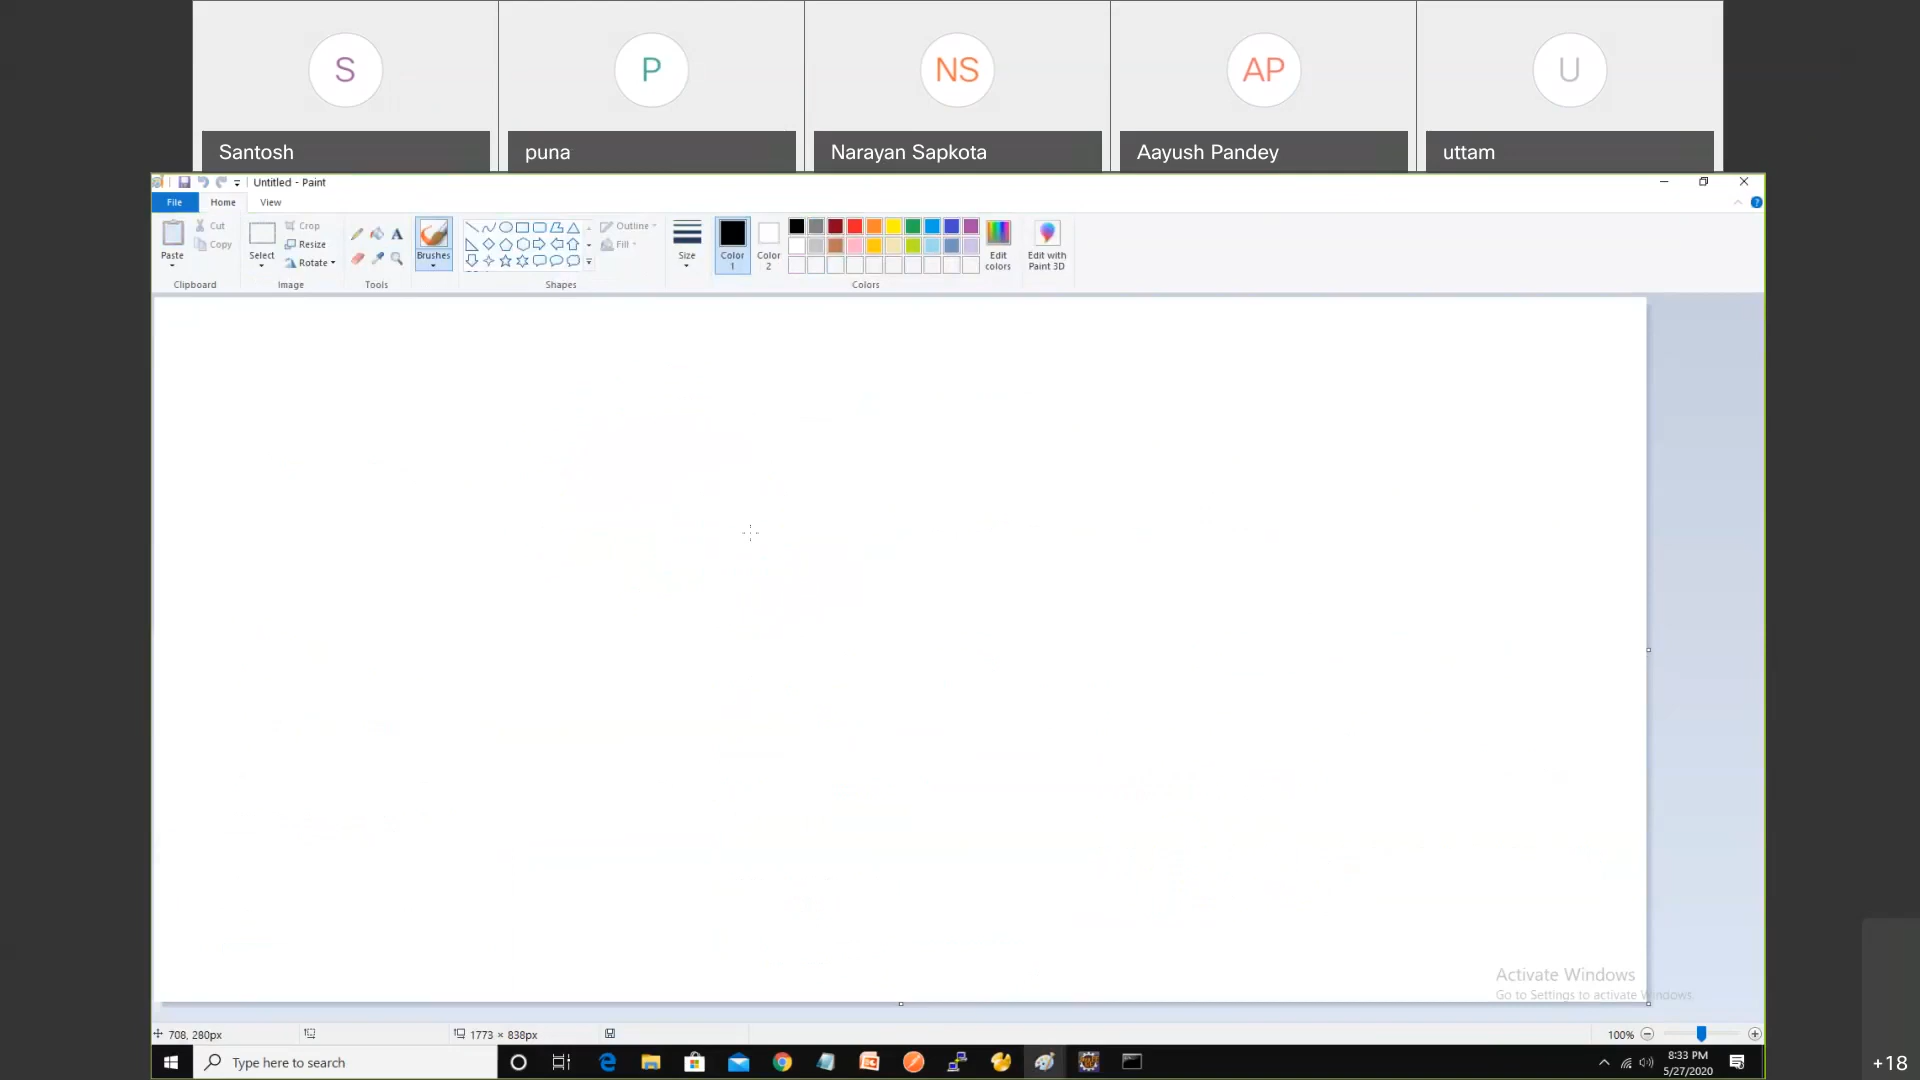 S
P
NS
AP
U
Santosh
puna
Narayan Sapkota
Aayush Pandey
uttam
Untitled - Paint
File
Home
View
Paste
Cut
Copy
Clipboard
Select
Crop
Resize
Rotate
Image
A
Tools
Brushes
Outline
Fill
Shapes
Size
Color
1
Color
2
Edit
colors
Edit with
Paint 3D
Colors
Activate Windows
Go to Settings to activate Windows
708, 280px
1773 × 838px
100%
Type here to search
8:33 PM
5/27/2020
+18